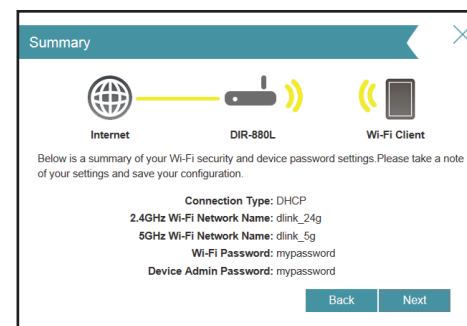 Summary
Internet
DIR-880L
Wi-Fi Client
Below is a summary of your Wi-Fi security and device password settings.Please take a note
of your settings and save your configuration.
Connection Type: DHCP
2.4GHz Wi-Fi Network Name: dlink_24g
5GHz Wi-Fi Network Name: dlink_5g
Wi-Fi Password: mypassword
Device Admin Password: mypassword
Back
Next